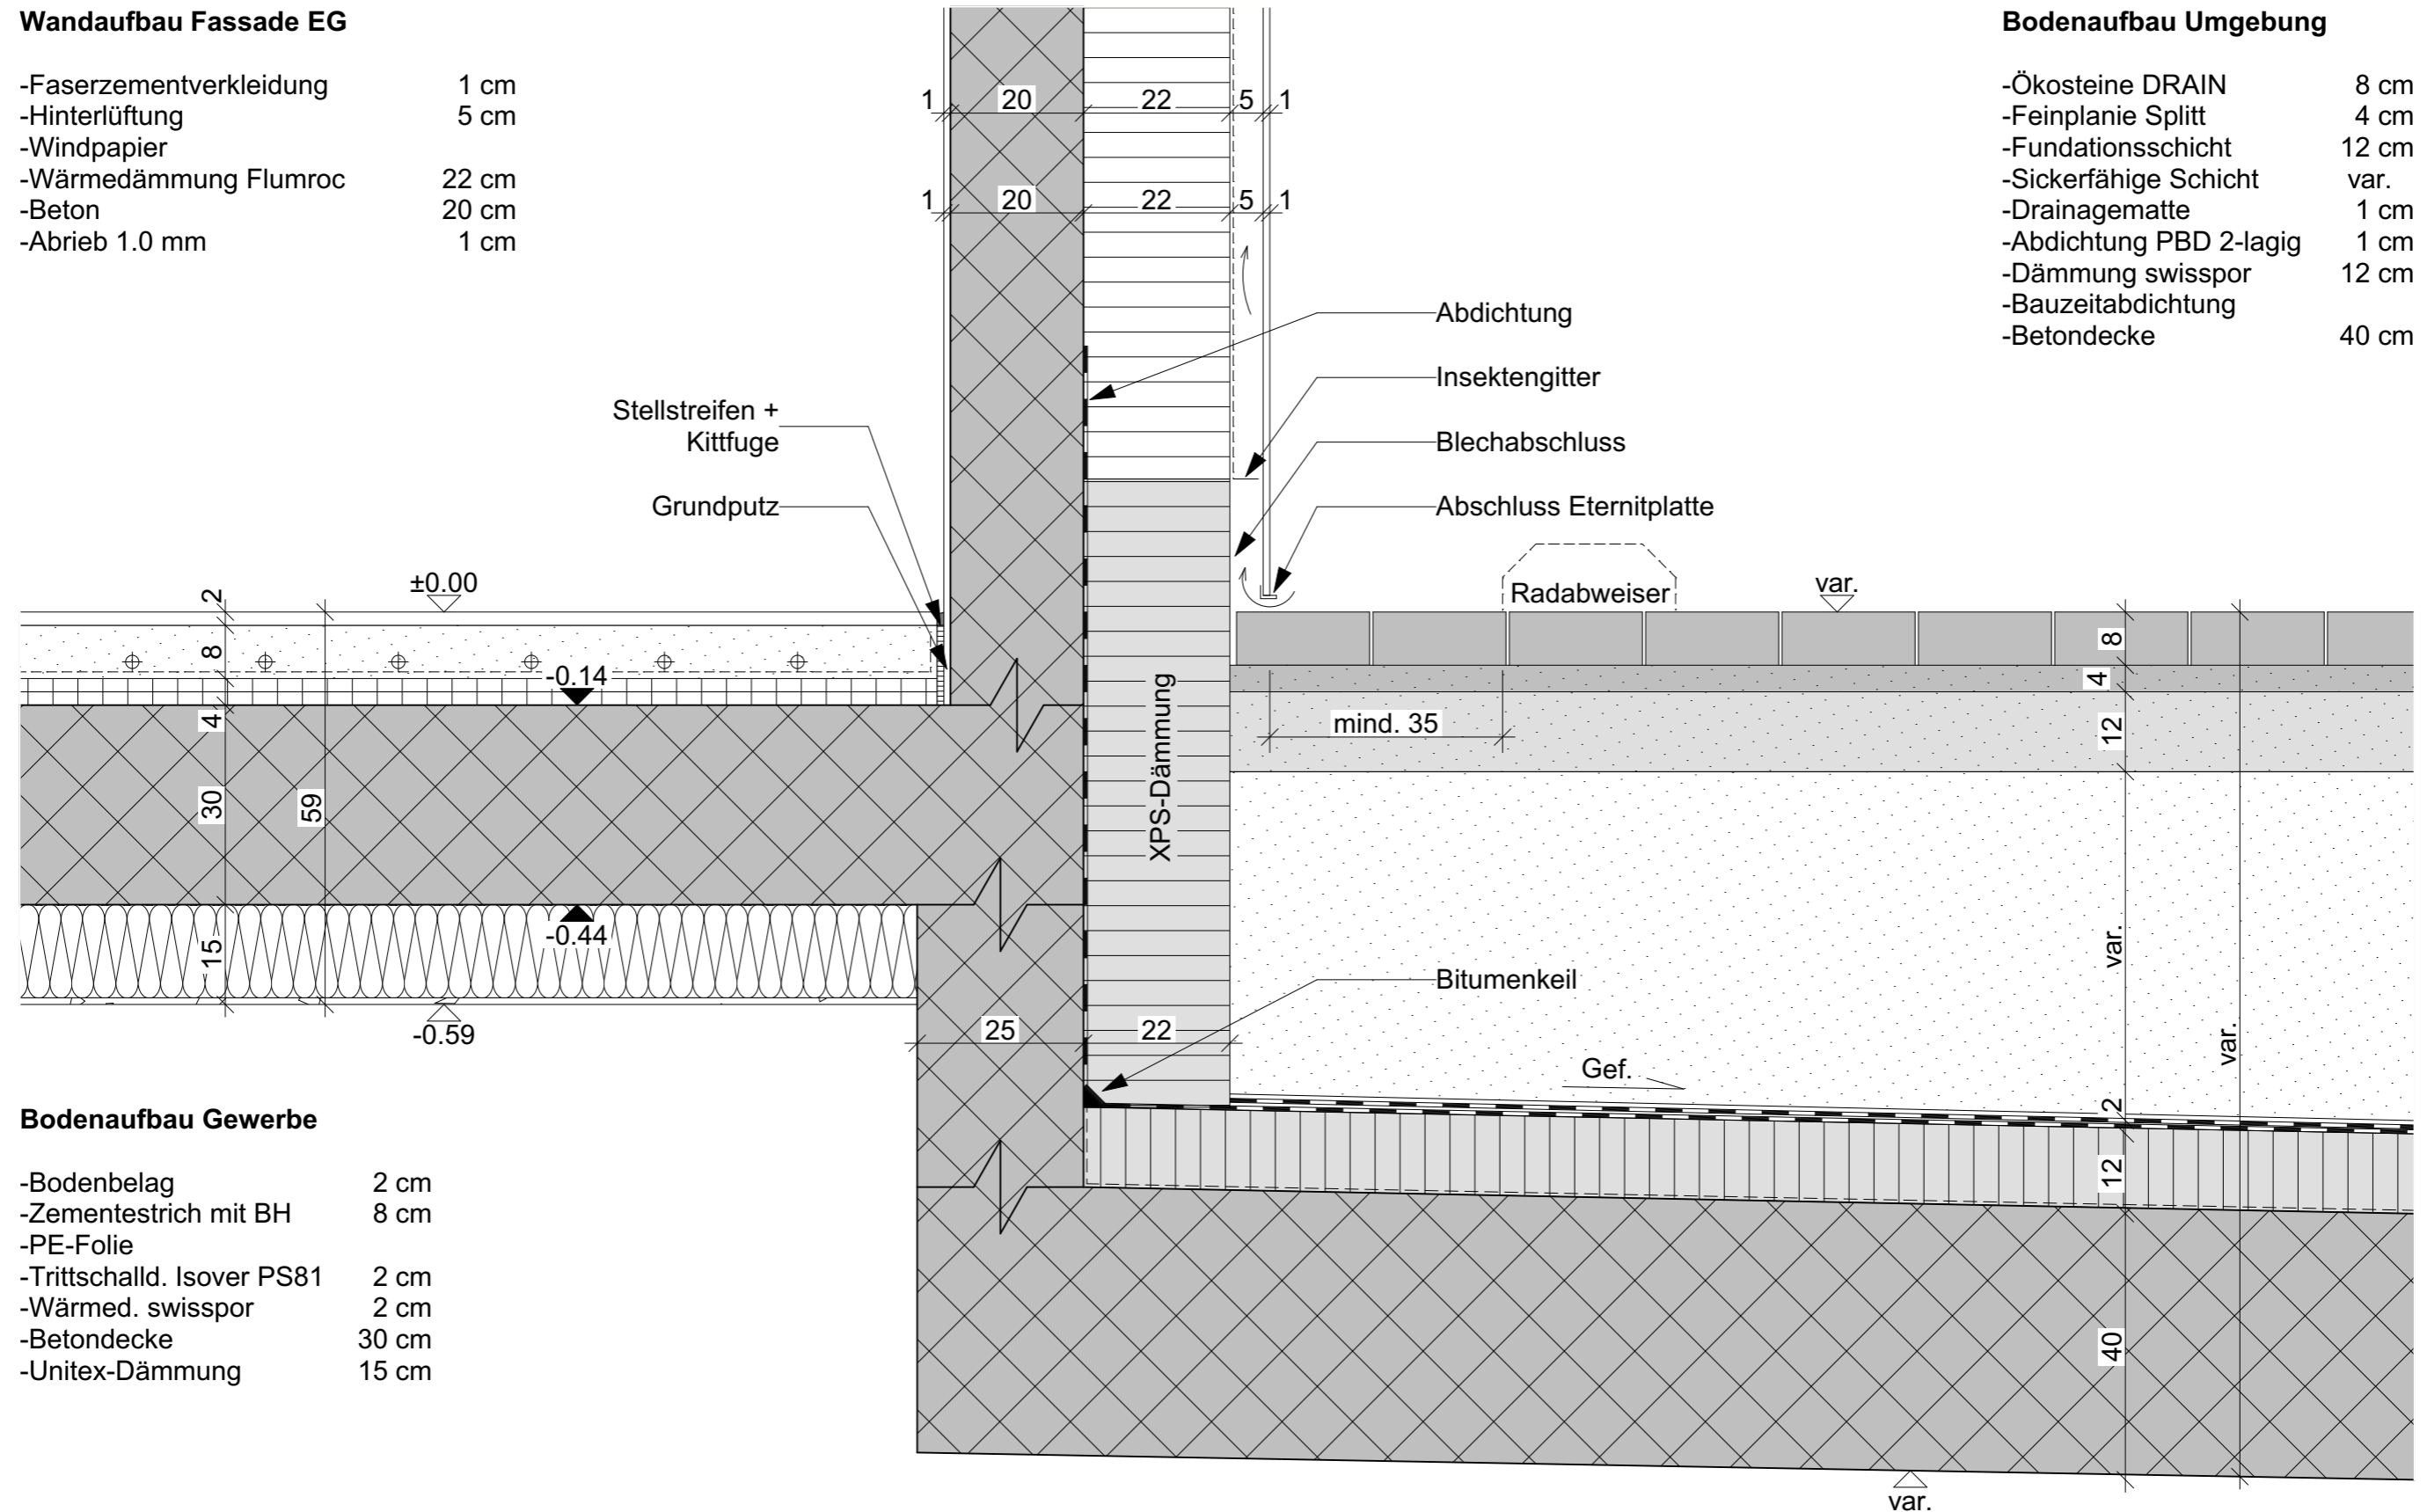 Wandaufbau Fassade EG
-Faserzementverkleidung 1 cm
-Hinterlüftung 5 cm
-Windpapier
-Wärmedämmung Flumroc 22 cm
-Beton 20 cm
-Abrieb 1.0 mm 1 cm
Bodenaufbau Umgebung
-Ökosteine DRAIN 8 cm
-Feinplanie Splitt 4 cm
-Fundationsschicht 12 cm
-Sickerfähige Schicht var.
-Drainagematte 1 cm
-Abdichtung PBD 2-lagig 1 cm
-Dämmung swisspor 12 cm
-Bauzeitabdichtung
-Betondecke 40 cm
1 20 22 5 1
1 20 22 5 1
Abdichtung
Insektengitter
Blechabschluss
Abschluss Eternitplatte
Stellstreifen +
Kittfuge
Grundputz
±0.00
-0.14
-0.44
-0.59
2
8
4
30
15
59
XPS-Dämmung
Radabweiser
var.
mind. 35
8
4
12
var.
2
12
40
var.
25 22
Bitumenkeil
Gef.
var.
Bodenaufbau Gewerbe
-Bodenbelag 2 cm
-Zementestrich mit BH 8 cm
-PE-Folie
-Trittschalld. Isover PS81 2 cm
-Wärmed. swisspor 2 cm
-Betondecke 30 cm
-Unitex-Dämmung 15 cm